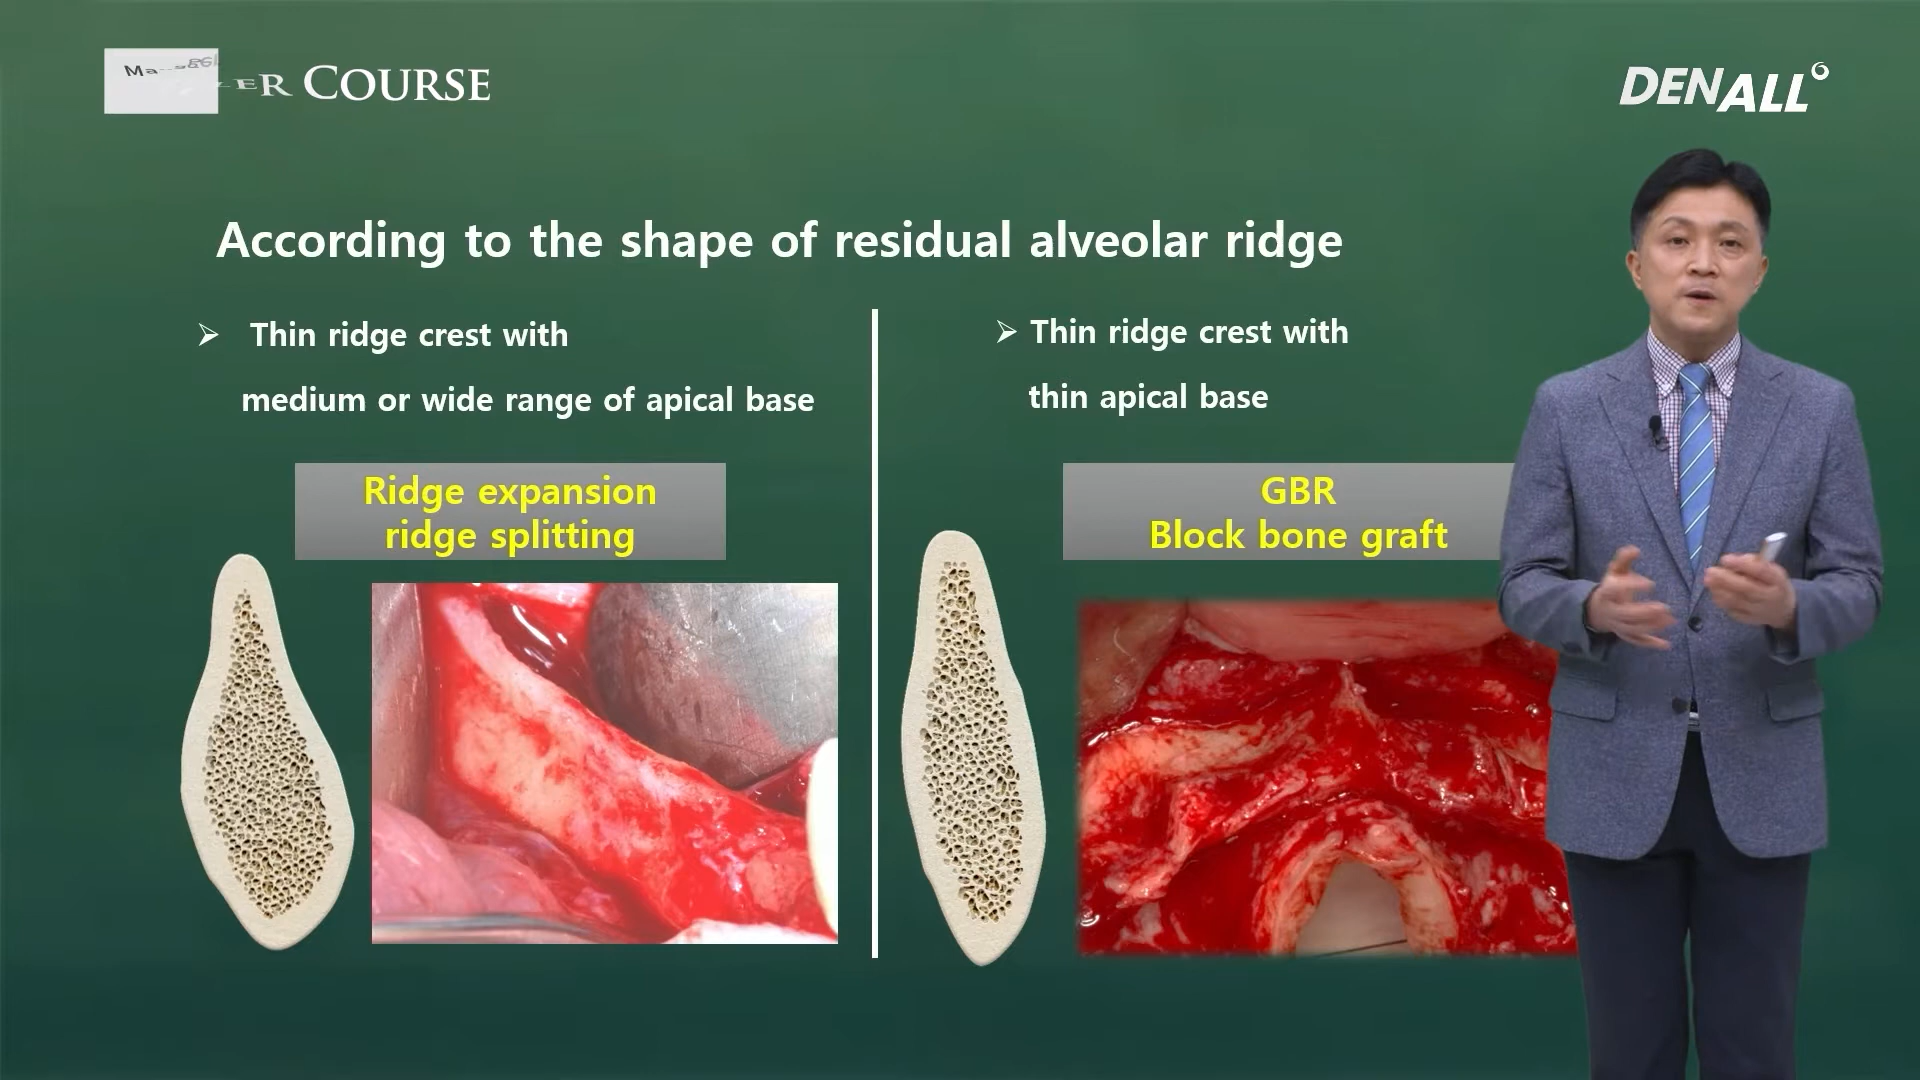 COURSE
DENALL
According to the shape of residual alveolar ridge
Thin ridge crest with
medium or wide range of apical base
Ridge expansion
ridge splitting
Thin ridge crest with
thin apical base
GBR
Block bone graft